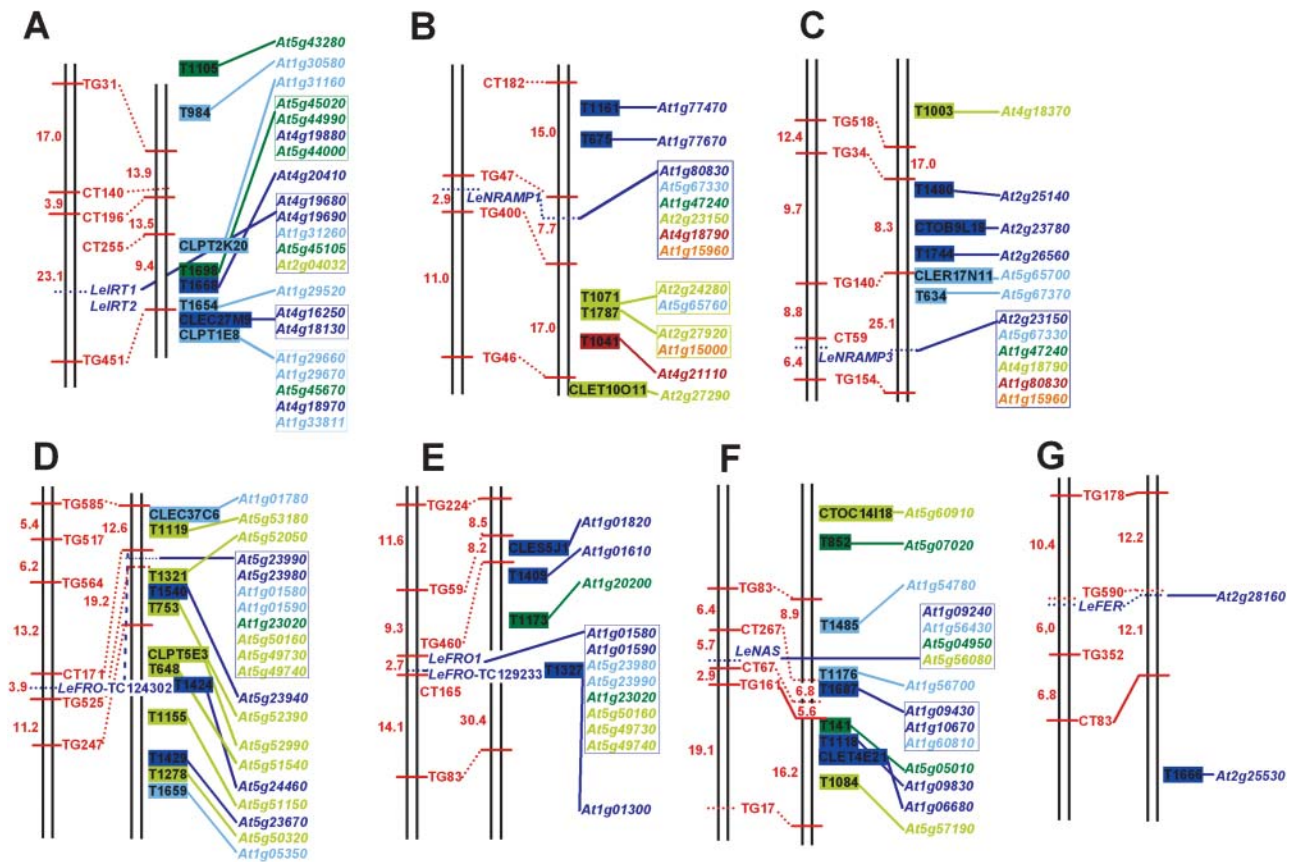 A
TG31
17.0
CT140
3.9
CT196
CT255
23.1
LeIRT1
LeIRT2
TG451
13.9
13.5
9.4
T1105
T984
CLPT2K20
T1698
T1668
T1654
CLEC27M9
CLPT1E8
At5g43280
At1g30580
At1g31160
At5g45020
At5g44990
At4g19880
At5g44000
At4g20410
At4g19680
At4g19690
At1g31260
At5g45105
At2g04032
At1g29520
At4g16250
At4g18130
At1g29660
At1g29670
At5g45670
At4g18970
At1g33811
B
CT182
15.0
TG47
2.9
LeNRAMP1
TG400
7.7
11.0
17.0
TG46
T1161
T675
T1071
T1787
T1041
CLET10O11
At1g77470
At1g77670
At1g80830
At5g67330
At1g47240
At2g23150
At4g18790
At1g15960
At2g24280
At5g65760
At2g27920
At1g15000
At4g21110
At2g27290
C
TG518
12.4
TG34
17.0
9.7
8.3
TG140
8.8
25.1
CT59
LeNRAMP3
6.4
TG154
T1003
T1480
CTOB9L18
T1744
CLER17N11
T634
At4g18370
At2g25140
At2g23780
At2g26560
At5g65700
At5g67370
At2g23150
At5g67330
At1g47240
At4g18790
At1g80830
At1g15960
D
TG585
5.4
TG517
6.2
TG564
13.2
CT171
3.9
LeFRO-TC124302
TG525
11.2
TG247
12.6
19.2
CLEC37C6
T1119
T1321
T1540
T753
CLPT5E3
T648
T1424
T1155
T1429
T1278
T1659
At1g01780
At5g53180
At5g52050
At5g23990
At5g23980
At1g01580
At1g01590
At1g23020
At5g50160
At5g49730
At5g49740
At5g23940
At5g52390
At5g52990
At5g51540
At5g24460
At5g51150
At5g23670
At5g50320
At1g05350
E
TG224
11.6
8.5
8.2
TG59
9.3
TG460
2.7
LeFRO1
LeFRO-TC129233
CT165
14.1
30.4
TG83
CLES5J1
T1409
T1173
T1327
At1g01820
At1g01610
At1g20200
At1g01580
At1g01590
At5g23980
At5g23990
At1g23020
At5g50160
At5g49730
At5g49740
At1g01300
F
TG83
6.4
8.9
CT267
5.7
LeNAS
CT67
2.9
TG161
6.8
5.6
19.1
16.2
TG17
CTOC14I18
T852
T1485
T1176
T1687
T141
T1118
CLET4E21
T1084
At5g60910
At5g07020
At1g54780
At1g09240
At1g56430
At5g04950
At5g56080
At1g56700
At1g09430
At1g10670
At1g60810
At5g05010
At1g09830
At1g06680
At5g57190
G
TG178
10.4
12.2
TG590
LeFER
6.0
12.1
TG352
6.8
CT83
At2g28160
T1666
At2g25530